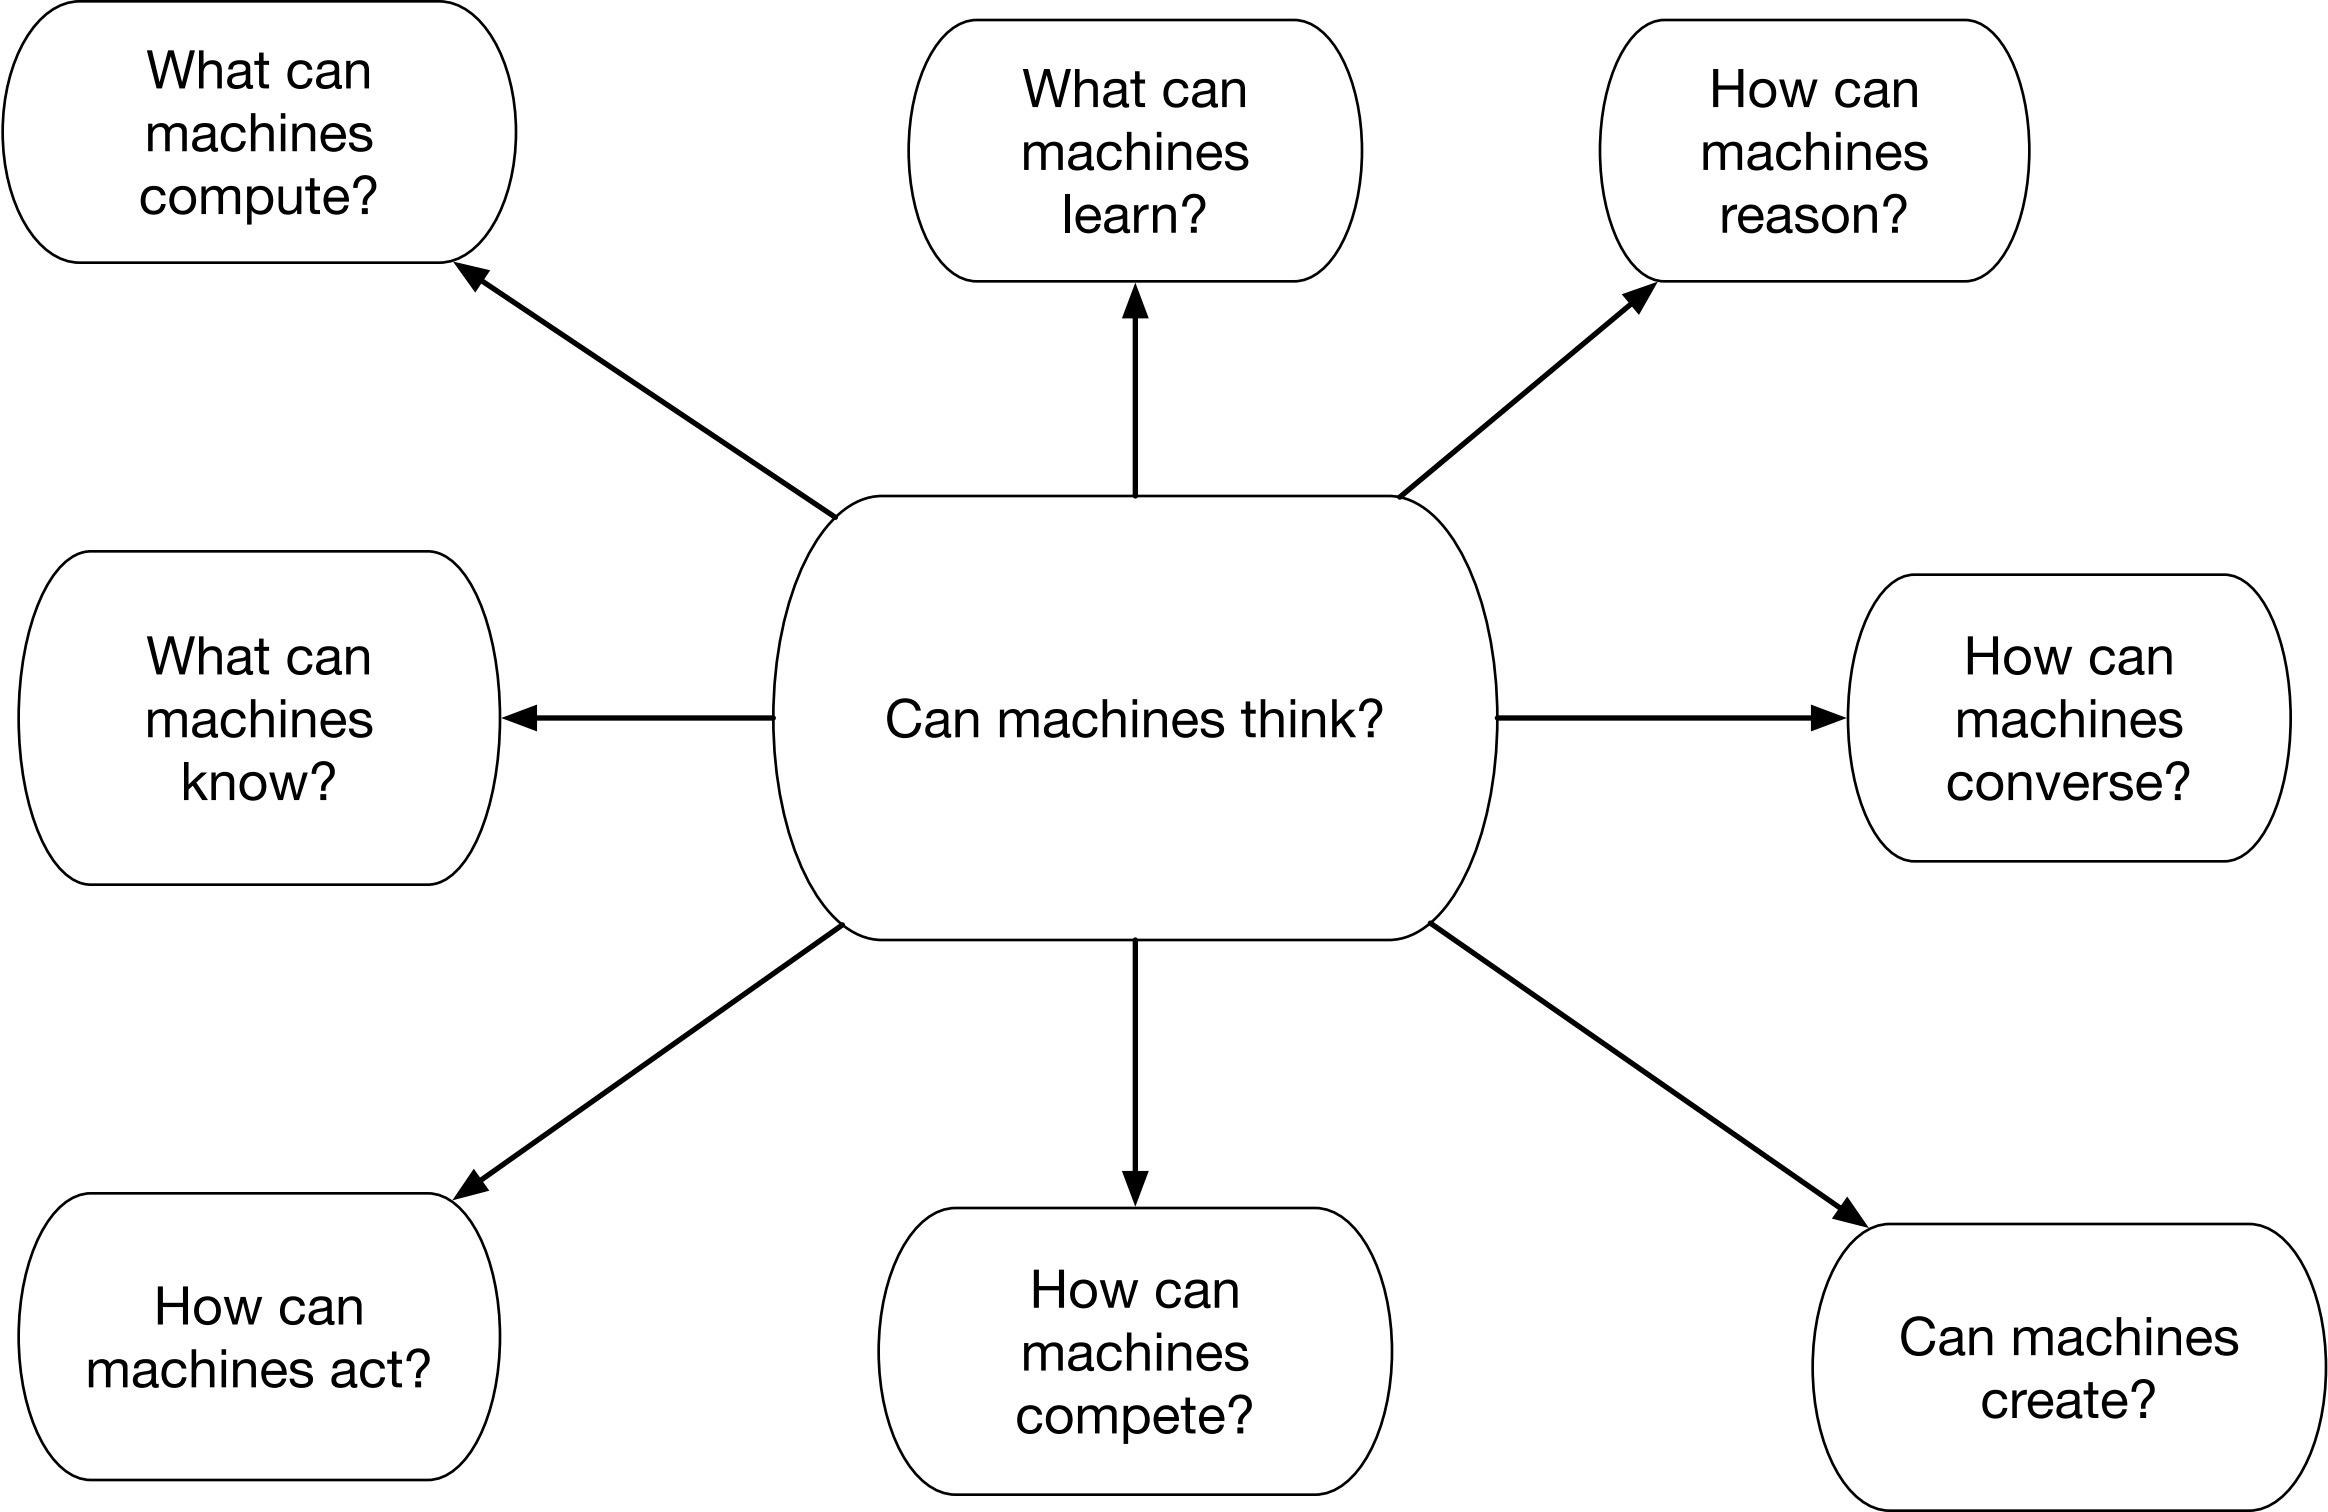 What can
machines
compute?
What can
machines
learn?
How can
machines
reason?
What can
machines
know?
Can machines think?
How can
machines
converse?
How can
machines act?
How can
machines
compete?
Can machines
create?